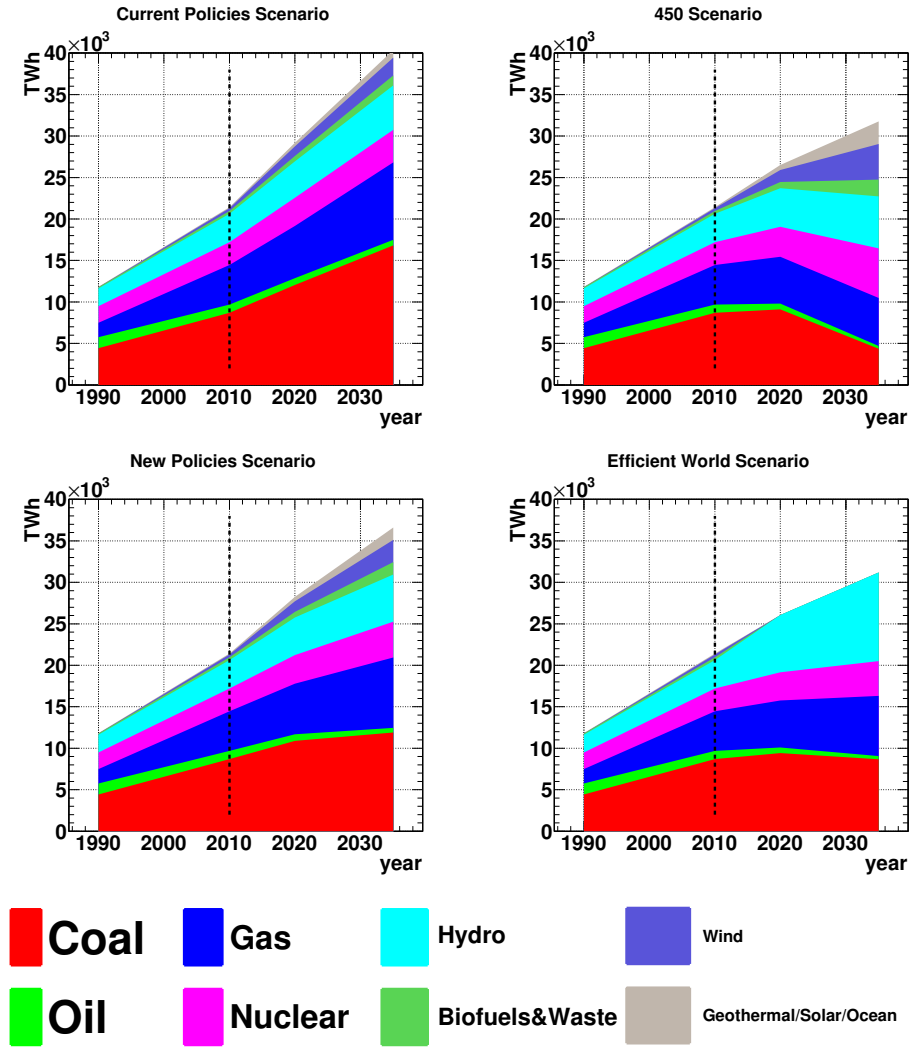 Current Policies Scenario
×10³
TWh
40
35
30
25
20
15
10
5
0
1990 2000 2010 2020 2030
year
450 Scenario
×10³
TWh
40
35
30
25
20
15
10
5
0
1990 2000 2010 2020 2030
year
New Policies Scenario
×10³
TWh
40
35
30
25
20
15
10
5
0
1990 2000 2010 2020 2030
year
Efficient World Scenario
×10³
TWh
40
35
30
25
20
15
10
5
0
1990 2000 2010 2020 2030
year
Coal Gas Hydro Wind
Oil Nuclear Biofuels&Waste Geothermal/Solar/Ocean